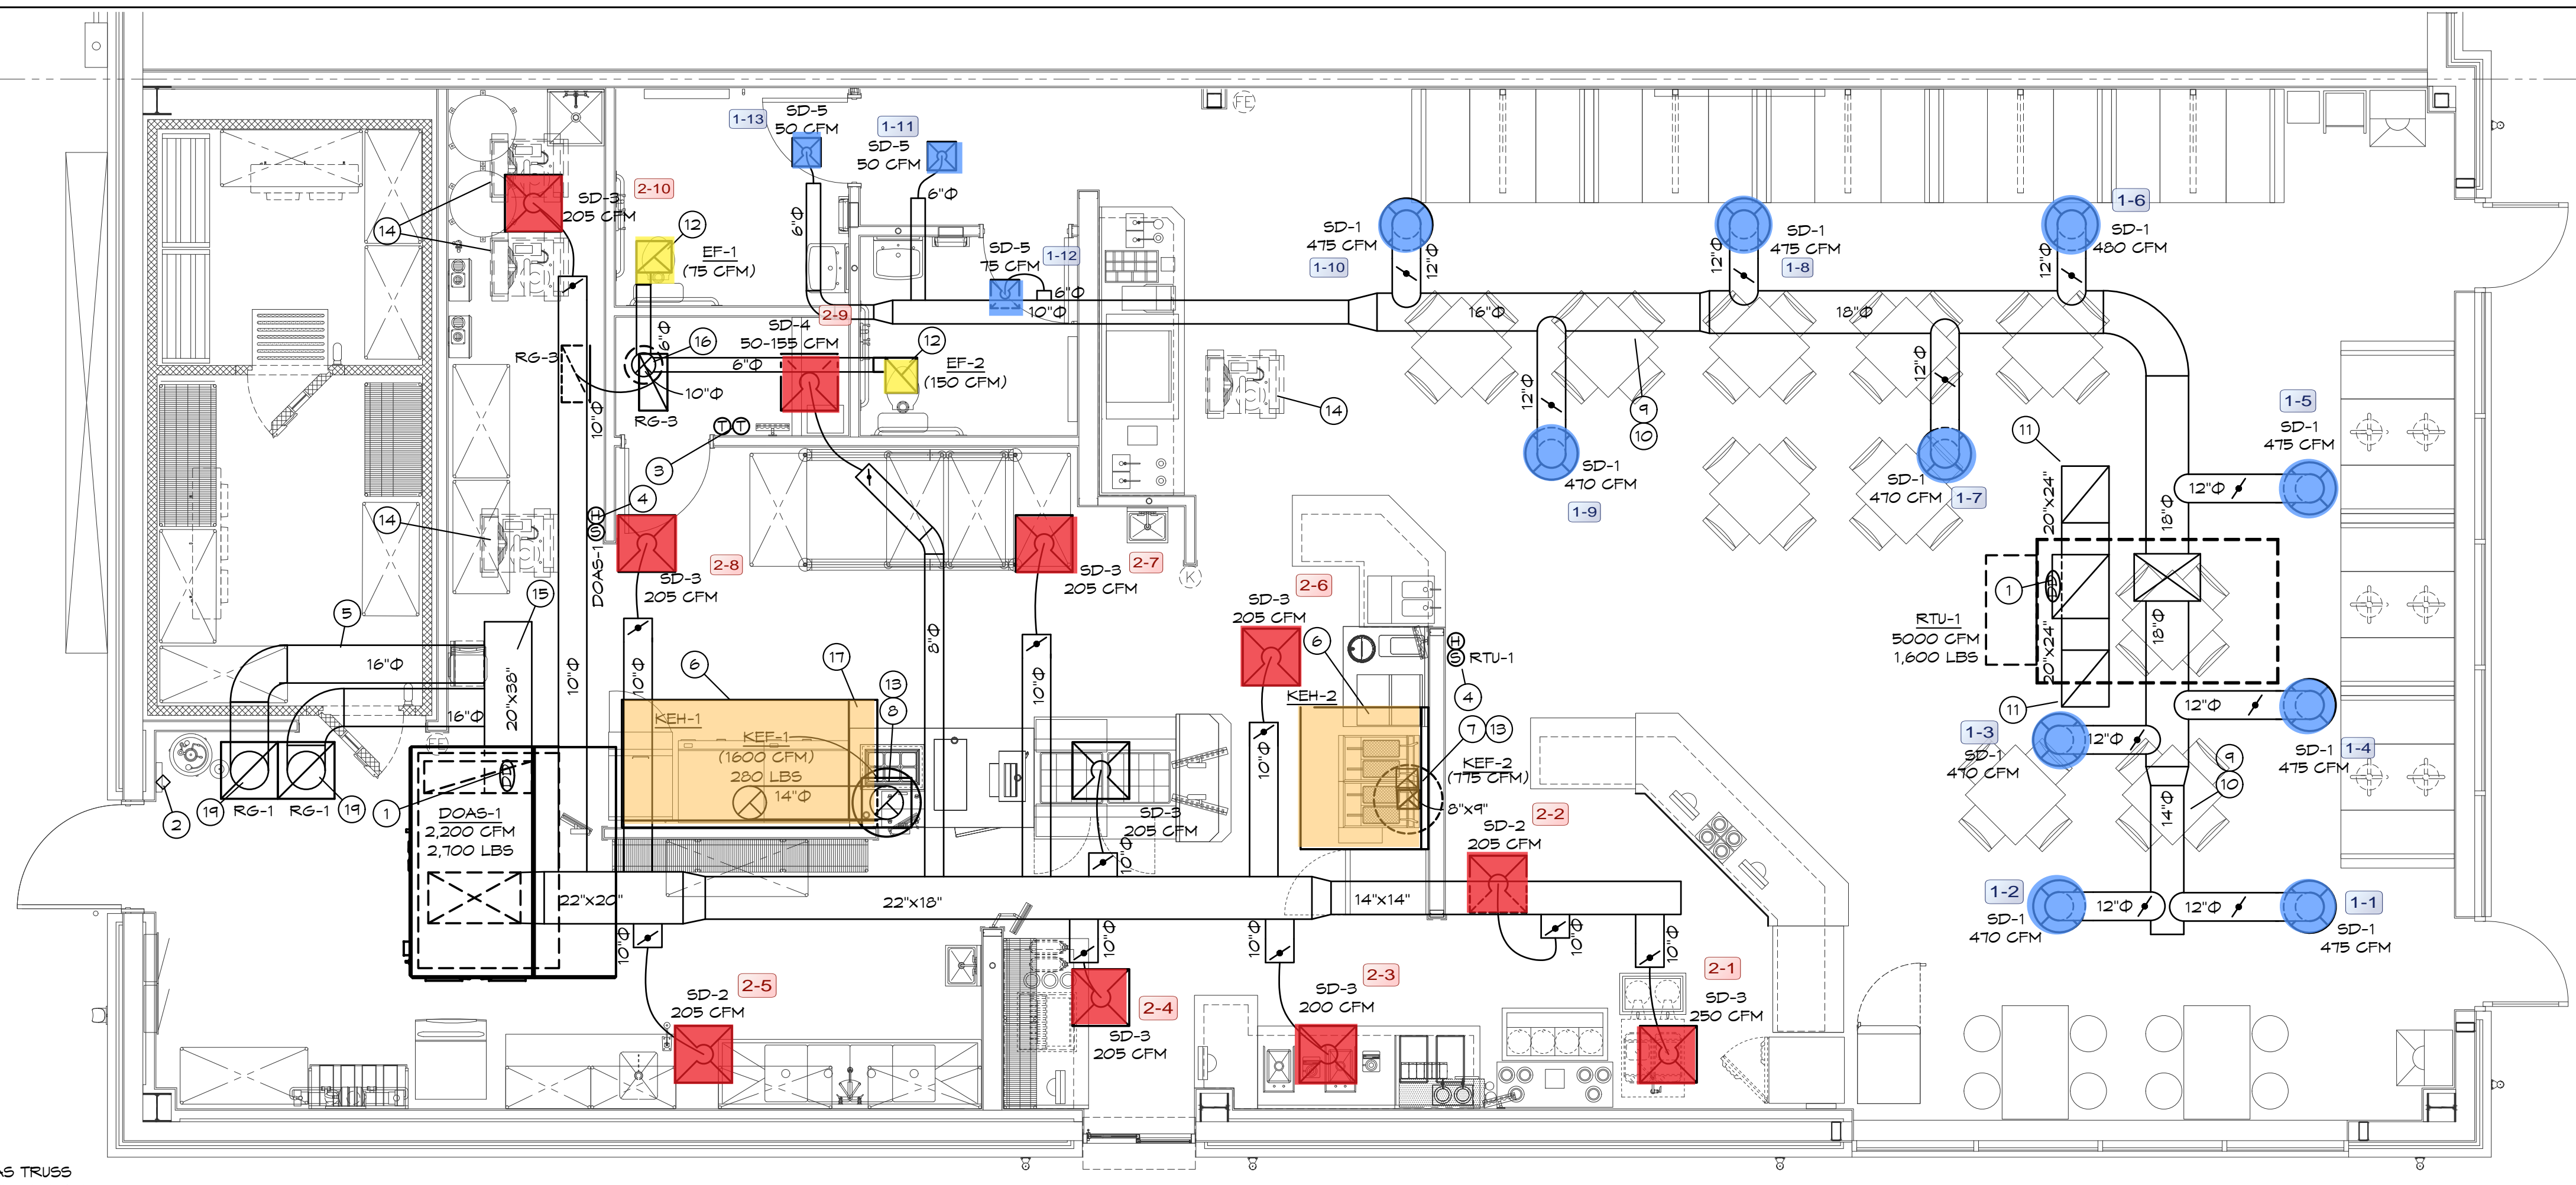 SD-5
50 CFM
1-13
1-11
SD-5
50 CFM
FE
2-10
SD-3
205 CFM
14
12
EF-1
(75 CFM)
6"Φ
6"Φ
SD-5
75 CFM
1-12
6"Φ
10"Φ
SD-1
475 CFM
1-10
12"Φ
12"Φ
SD-1
475 CFM
1-8
12"Φ
1-6
SD-1
480 CFM
16"Φ
18"Φ
2-9
SD-4
50-155 CFM
6"Φ
16
6"Φ
12
EF-2
(150 CFM)
RG-3
10"Φ
RG-3
10"Φ
T T
3
4
14
9
10
12"Φ
SD-1
470 CFM
1-9
12"Φ
SD-1
470 CFM
1-7
11
1-5
SD-1
475 CFM
12"Φ
18"Φ
20"x24"
14
H
S
DOAS-1
2-8
SD-3
205 CFM
2-7
SD-3
205 CFM
K
2-6
SD-3
205 CFM
15
5
16"Φ
16"Φ
20"x38"
10"Φ
10"Φ
8"Φ
10"Φ
6
17
13
8
6
H
S
RTU-1
4
1
DD
RTU-1
5000 CFM
1,600 LBS
20"x24"
18"Φ
11
12"Φ
1-3
SD-1
470 CFM
12"Φ
SD-1
475 CFM
1-4
9
10
14"Φ
KEH-1
KEF-1
(1600 CFM)
280 LBS
14"Φ
KEH-2
7
13
KEF-2
(775 CFM)
8"x9"
10"Φ
FE
2
19
RG-1
RG-1
19
1
DD
DOAS-1
2,200 CFM
2,700 LBS
SD-3
205 CFM
10"Φ
2-2
SD-2
205 CFM
22"x20"
22"x18"
14"x14"
1-2
SD-1
470 CFM
12"Φ
12"Φ
1-1
SD-1
475 CFM
10"Φ
10"Φ
10"Φ
10"Φ
10"Φ
2-5
SD-2
205 CFM
2-4
SD-3
205 CFM
2-3
SD-3
200 CFM
2-1
SD-3
250 CFM
AS TRUSS